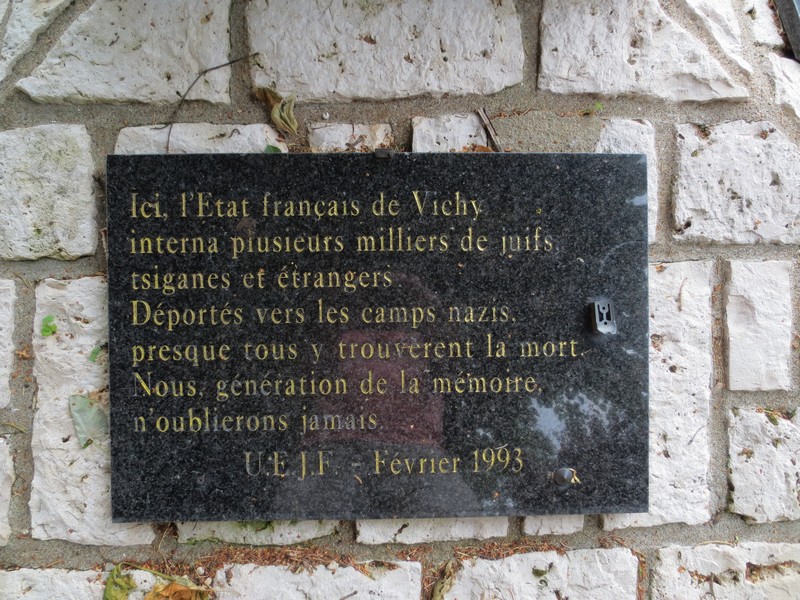 Ici, l'Etat français de Vichy
interna plusieurs milliers de juifs,
tsiganes et étrangers.
Déportés vers les camps nazis,
presque tous y trouvèrent la mort.
Nous, génération de la mémoire,
n'oublierons jamais.
U.E.J.F. - Février 1993